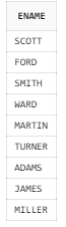 ENAME
SCOTT
FORD
SMITH
WARD
MARTIN
TURNER
ADAMS
JAMES
MILLER